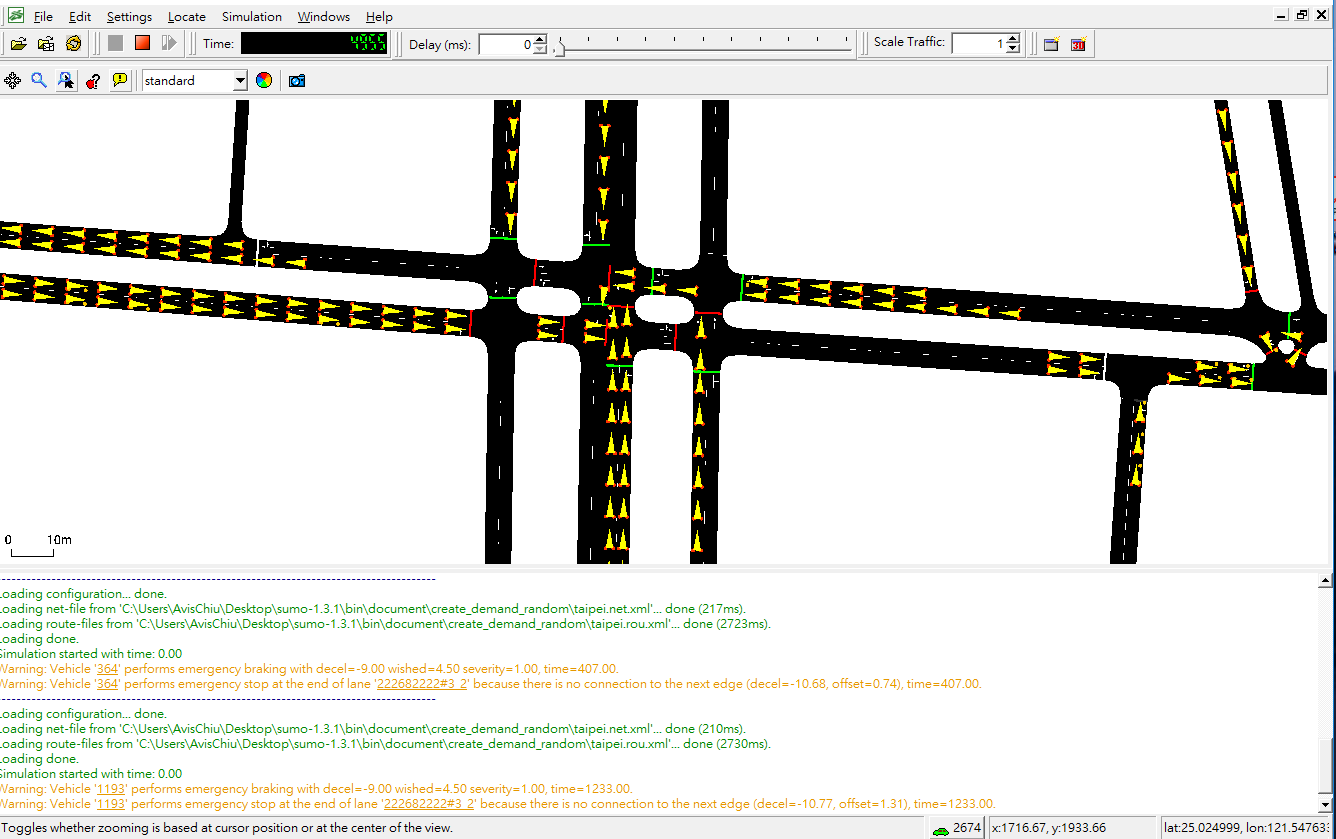 File Edit Settings Locate Simulation Windows Help
Time: 4955 Delay (ms): 0 Scale Traffic: 1
standard
0 10m
--------------------------------------------------------------------------------
Loading configuration... done.
Loading net-file from 'C:\Users\AvisChiu\Desktop\sumo-1.3.1\bin\document\create_demand_random\taipei.net.xml'... done (217ms).
Loading route-files from 'C:\Users\AvisChiu\Desktop\sumo-1.3.1\bin\document\create_demand_random\taipei.rou.xml'... done (2723ms).
Loading done.
Simulation started with time: 0.00
Warning: Vehicle '364' performs emergency braking with decel=-9.00 wished=4.50 severity=1.00, time=407.00.
Warning: Vehicle '364' performs emergency stop at the end of lane '222682222#3_2' because there is no connection to the next edge (decel=-10.68, offset=0.74), time=407.00.
--------------------------------------------------------------------------------
Loading configuration... done.
Loading net-file from 'C:\Users\AvisChiu\Desktop\sumo-1.3.1\bin\document\create_demand_random\taipei.net.xml'... done (210ms).
Loading route-files from 'C:\Users\AvisChiu\Desktop\sumo-1.3.1\bin\document\create_demand_random\taipei.rou.xml'... done (2730ms).
Loading done.
Simulation started with time: 0.00
Warning: Vehicle '1193' performs emergency braking with decel=-9.00 wished=4.50 severity=1.00, time=1233.00.
Warning: Vehicle '1193' performs emergency stop at the end of lane '222682222#3_2' because there is no connection to the next edge (decel=-10.77, offset=1.31), time=1233.00.
Toggles whether zooming is based at cursor position or at the center of the view. 2674 x:1716.67, y:1933.66 lat:25.024999, lon:121.547633